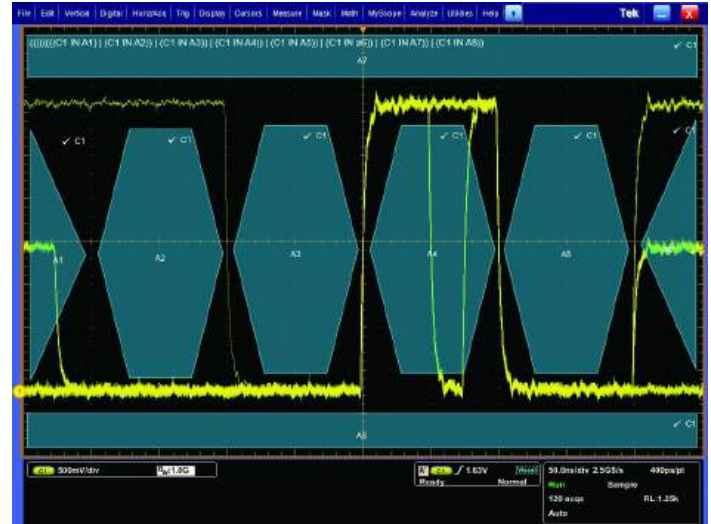 File Edit Vertical Digital Horiz/Acq Trig Display Cursors Measure Mask Math MyScope Analyze Utilities Help Tek X
((((((((C1 IN A1) | (C1 IN A2)) | (C1 IN A3)) | (C1 IN A4)) | (C1 IN A5)) | (C1 IN a6)) | (C1 IN A7)) | (C1 IN A8))
C1
A7
C1 C1 C1 C1 C1
A1 A2 A3 A4 A5
1
C1
A8
C1 500mV/div BW:1.0G
A' C1 1.63V
Ready Normal
50.0ns/div 2.5GS/s 400ps/pt
Run Sample
120 acqs RL:1.25k
Auto